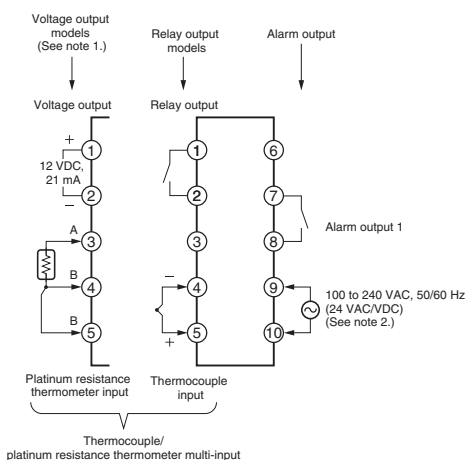 Voltage output
models
(See note 1.)
Relay output
models
Alarm output
Voltage output
Relay output
+
12 VDC,
21 mA
−
1
2
A
3
B
4
B
5
1
2
3
−
4
5
+
6
7
8
Alarm output 1
9
10
100 to 240 VAC, 50/60 Hz
(24 VAC/VDC)
(See note 2.)
Platinum resistance
thermometer input
Thermocouple
input
Thermocouple/
platinum resistance thermometer multi-input